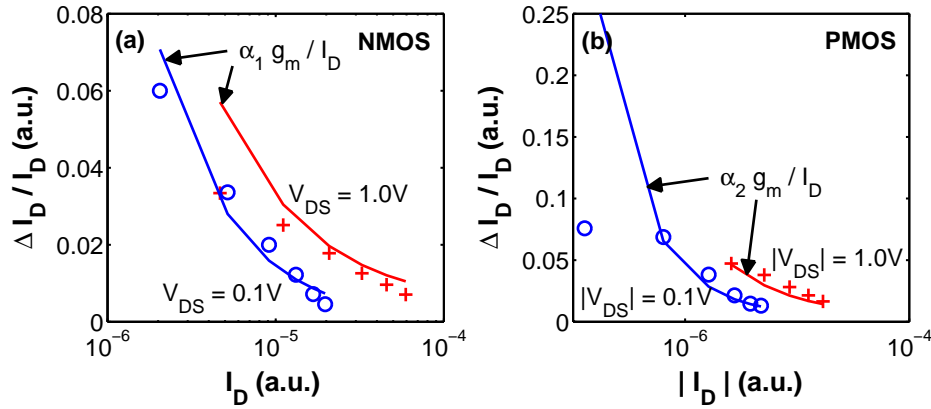 (a)
NMOS
α1 gm / ID
VDS = 1.0V
VDS = 0.1V
0.08
0.06
0.04
0.02
0
10−6
10−5
10−4
Δ ID / ID (a.u.)
ID (a.u.)
(b)
PMOS
α2 gm / ID
|VDS| = 1.0V
|VDS| = 0.1V
0.25
0.2
0.15
0.1
0.05
0
10−6
10−4
Δ ID / ID (a.u.)
| ID | (a.u.)